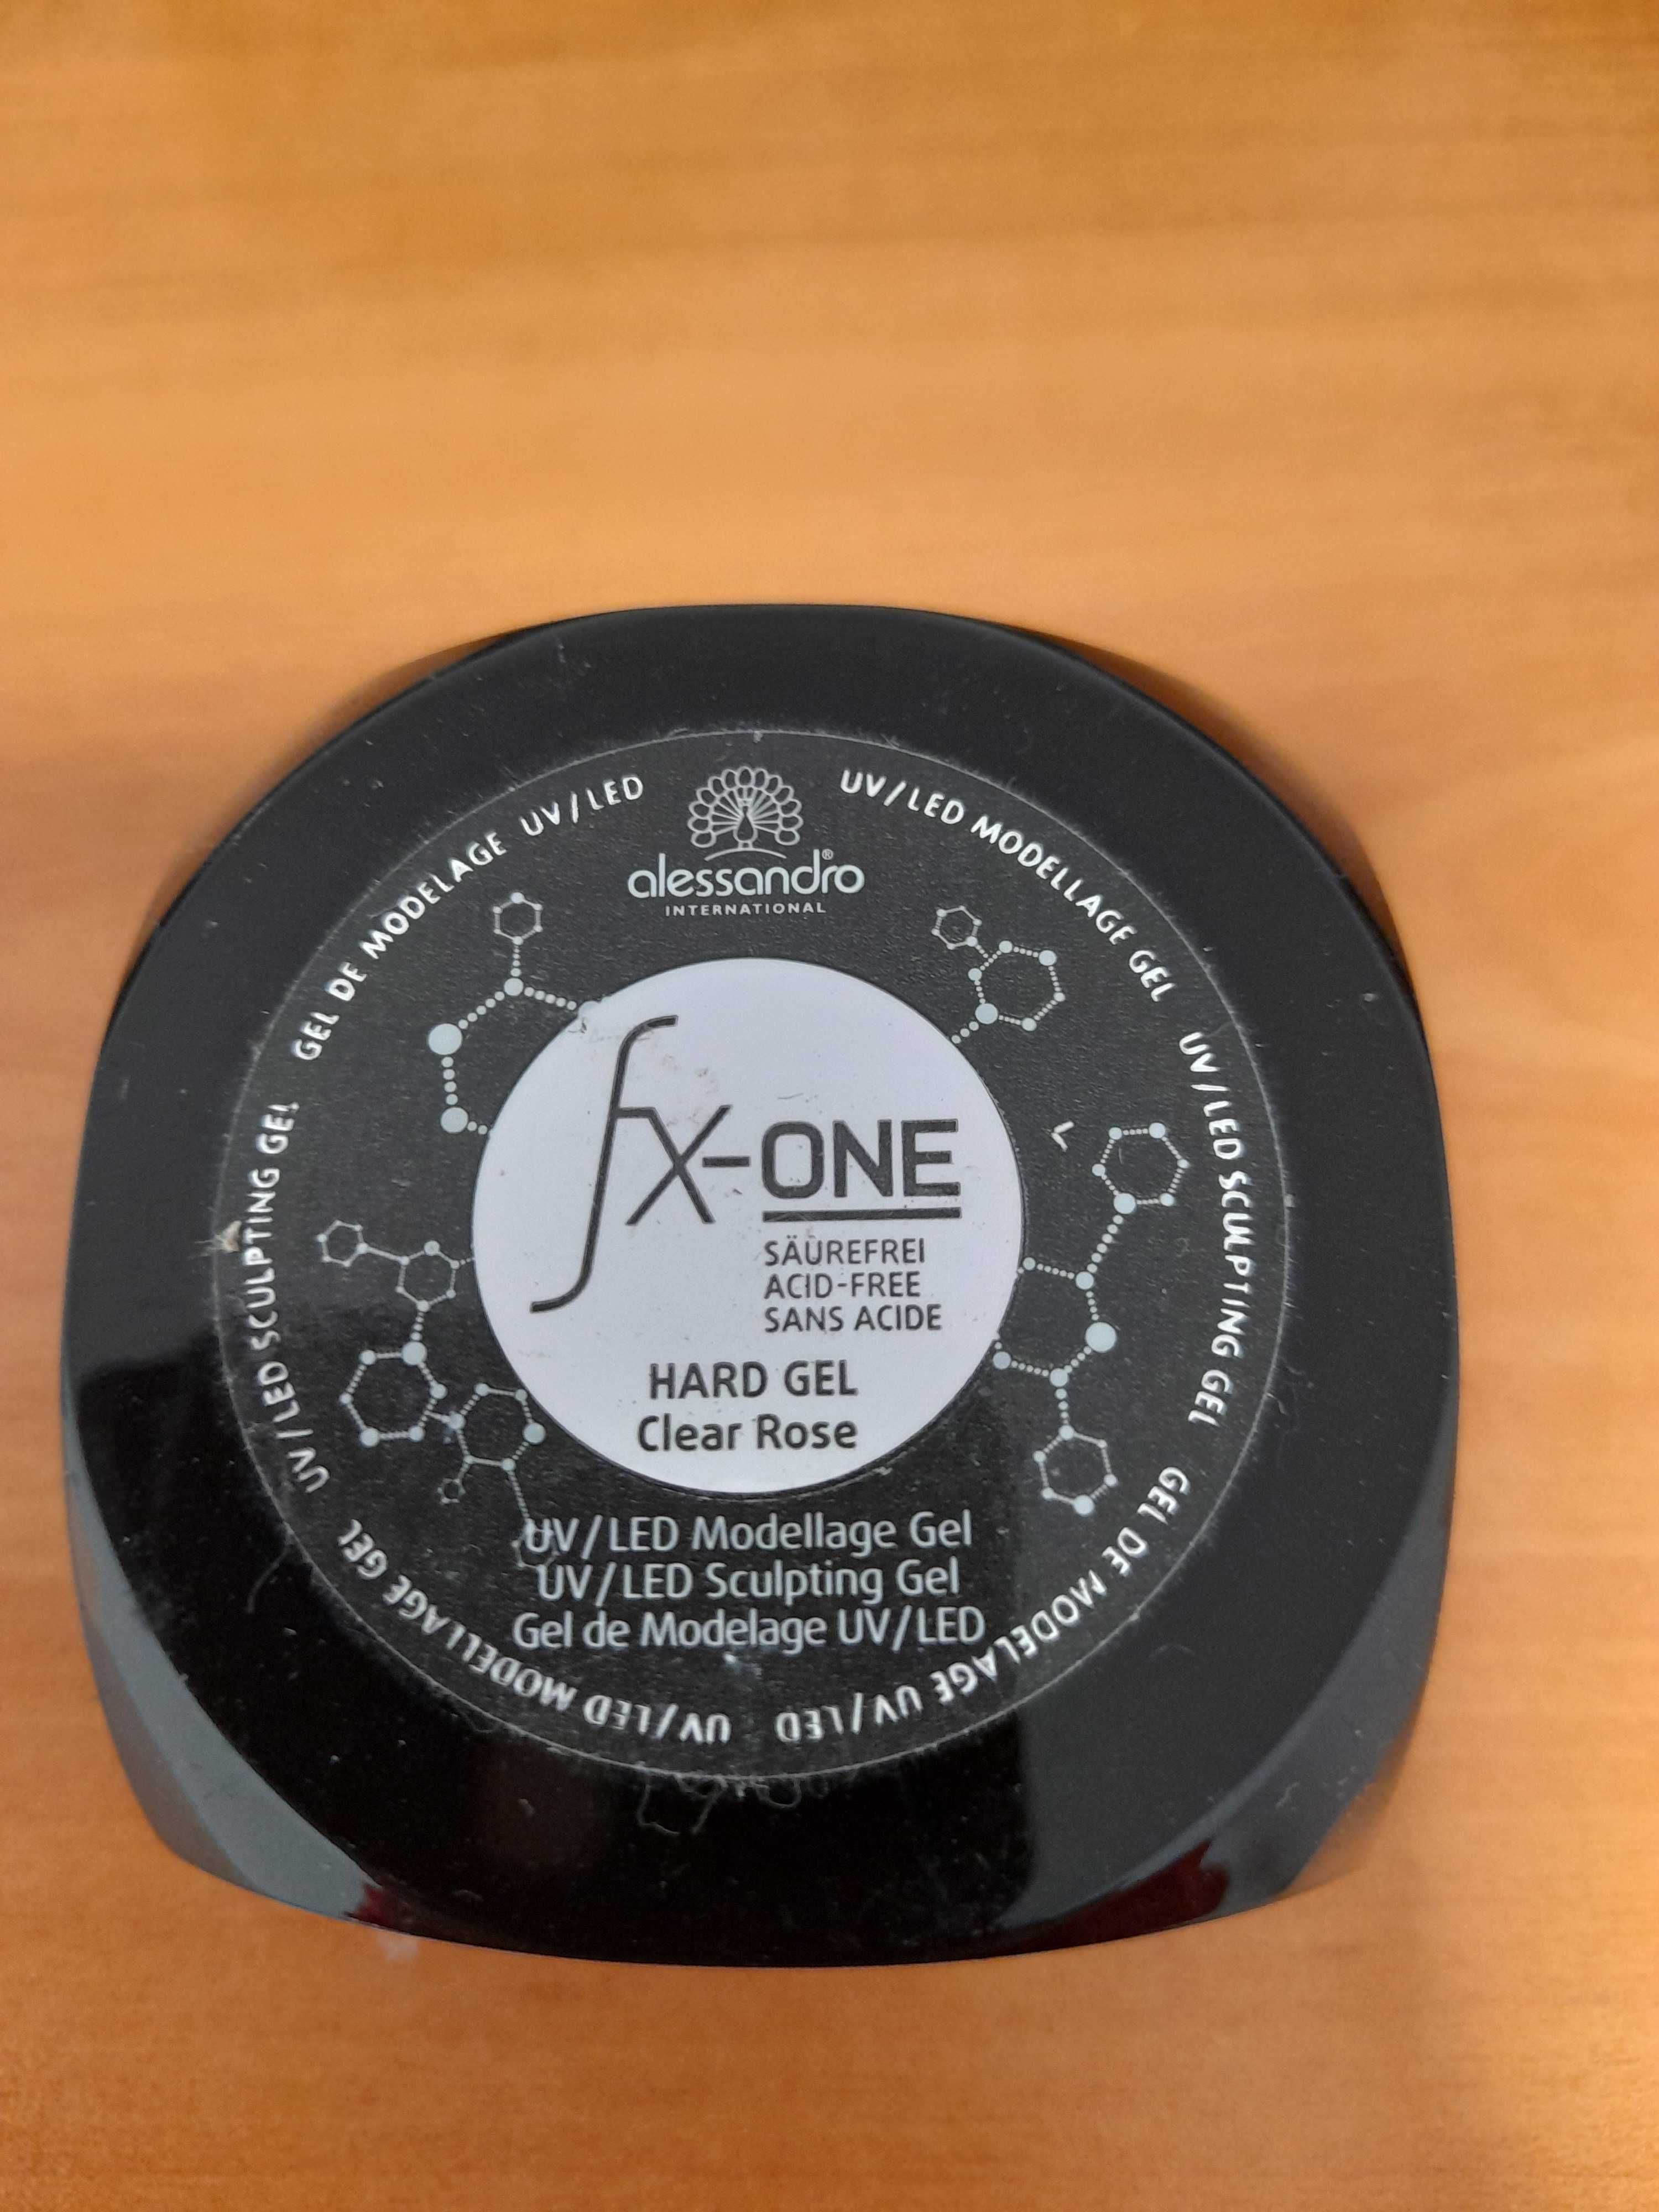 alessandro®
INTERNATIONAL
fx-ONE
SÄUREFREI
ACID-FREE
SANS ACIDE
HARD GEL
Clear Rose
UV/LED Modellage Gel
UV/LED Sculpting Gel
Gel de Modelage UV/LED
UV/LED MODELLAGE GEL
UV/LED SCULPTING GEL
GEL DE MODELAGE UV/LED
UV/LED MODELLAGE GEL
UV/LED SCULPTING GEL
GEL DE MODELAGE UV/LED